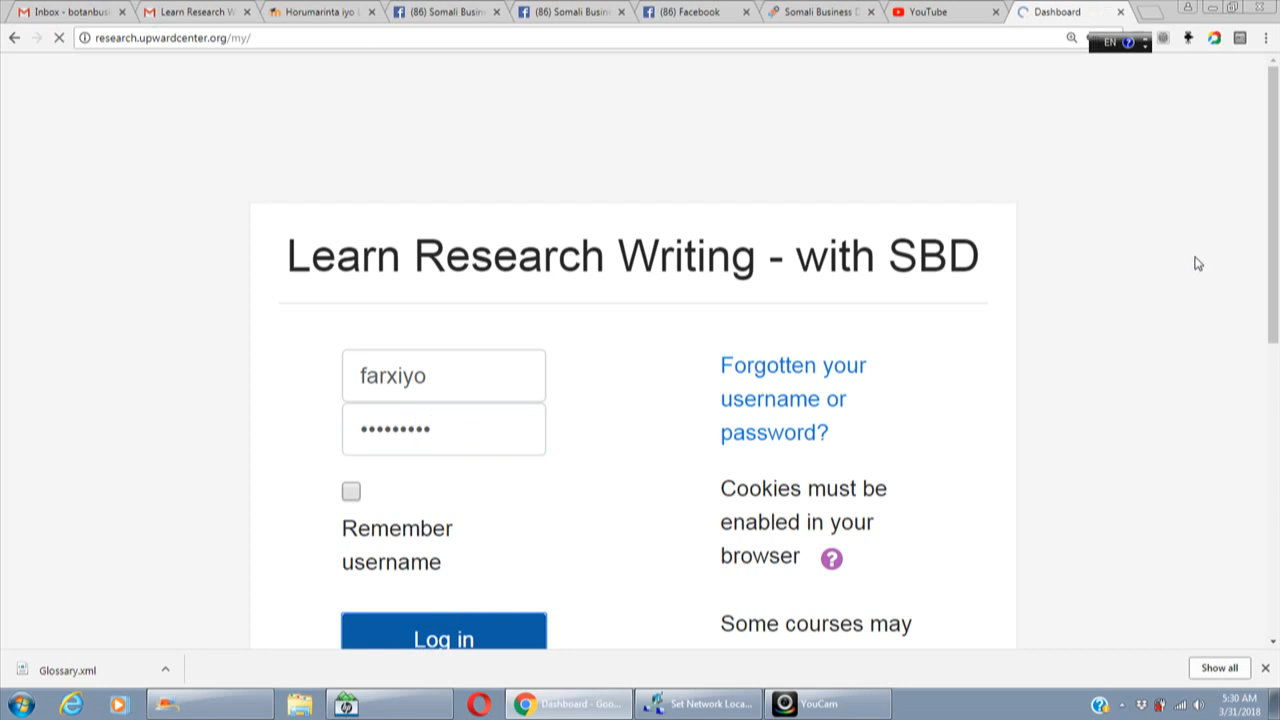 Inbox - botanbusi
Learn Research W
Horumarinta iyo
(86) Somali Busin
(86) Somali Busin
(86) Facebook
Somali Business D
YouTube
Dashboard
research.upwardcenter.org/my/
EN
Learn Research Writing - with SBD
farxiyo
•••••••••
Remember
username
Log in
Forgotten your
username or
password?
Cookies must be
enabled in your
browser ?
Some courses may
Glossary.xml
Show all
Dashboard - Goo...
Set Network Loca...
YouCam
5:30 AM
3/31/2018